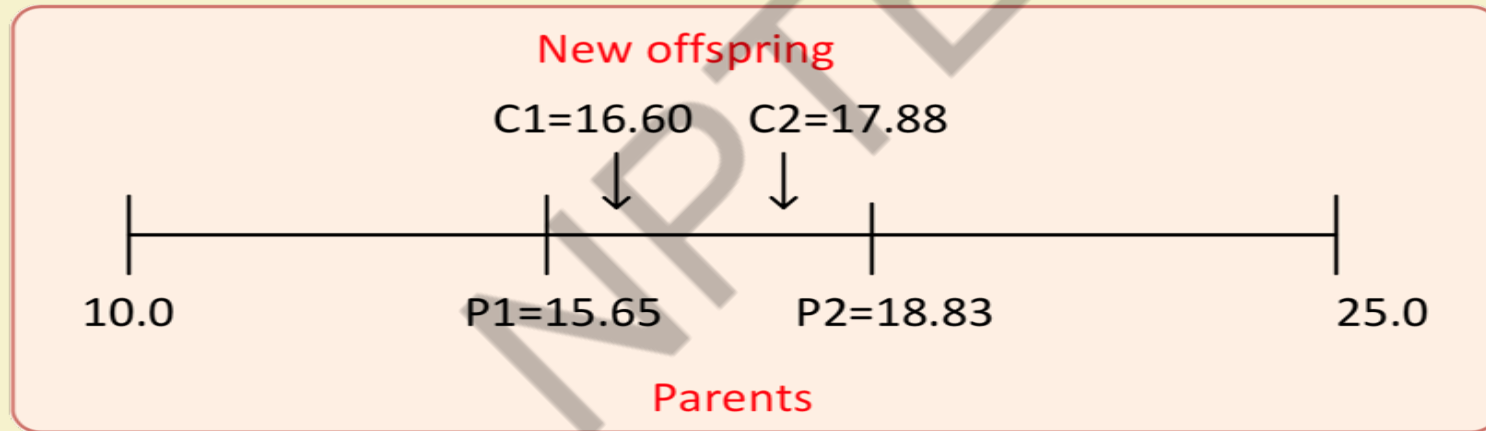 New offspring
C1=16.60 C2=17.88
10.0 P1=15.65 P2=18.83 25.0
Parents
NPTE